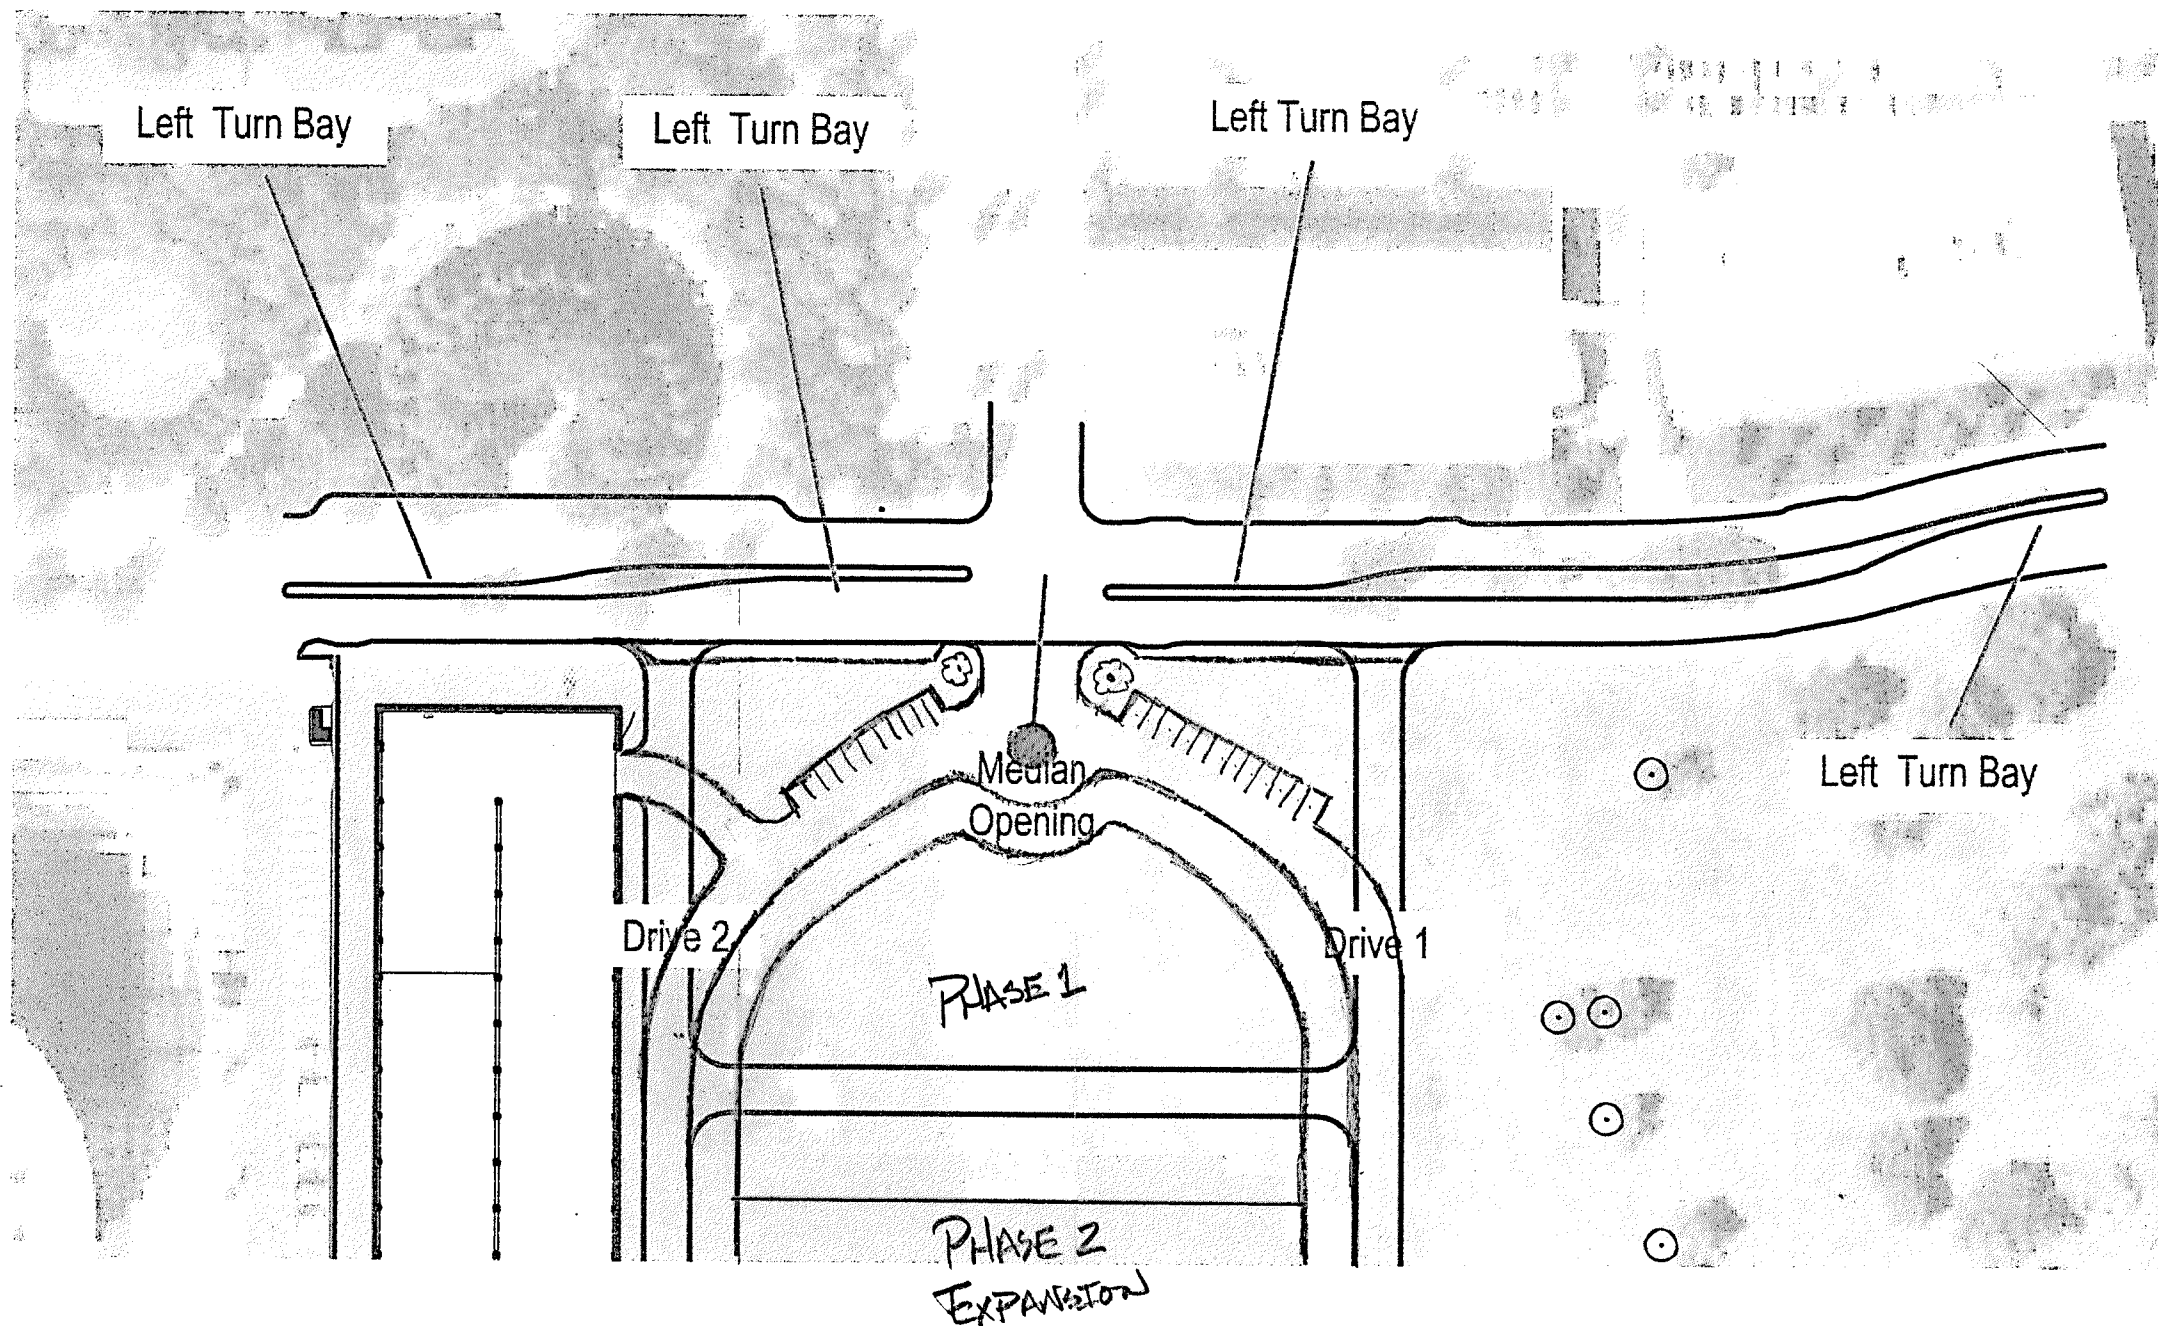 Left Turn Bay
Left Turn Bay
Left Turn Bay
Left Turn Bay
Median
Opening
Drive 2
Drive 1
PHASE 1
PHASE 2
EXPANSION